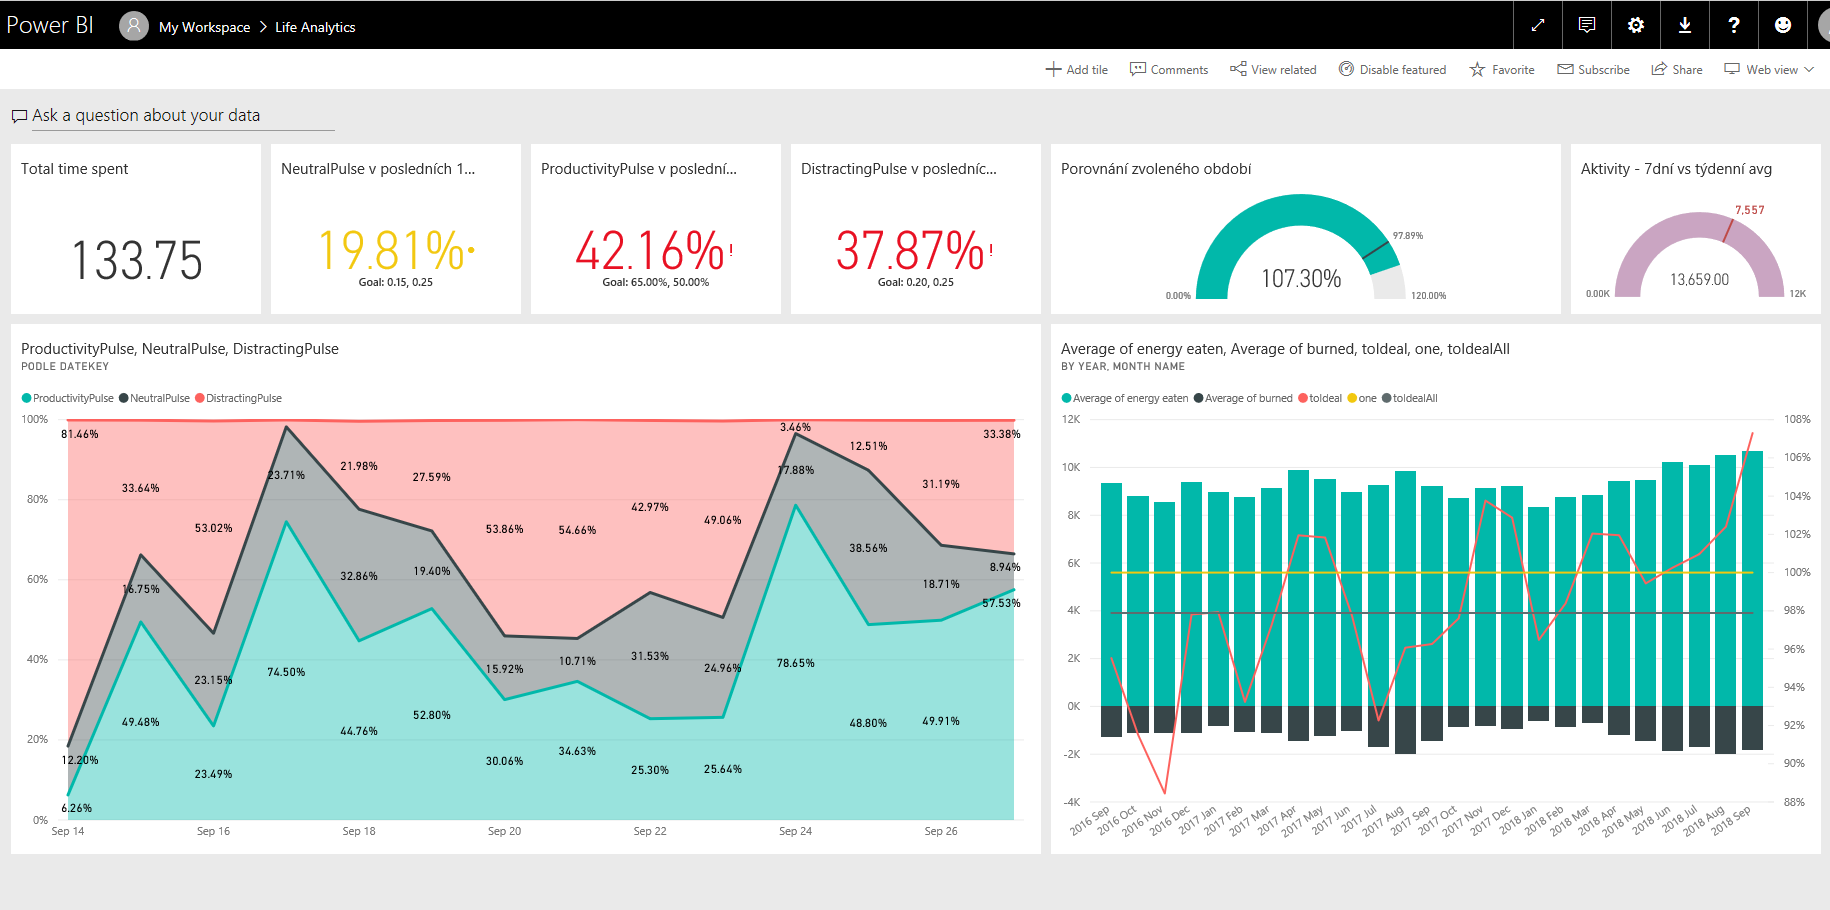 Power BI My Workspace > Life Analytics
Add tile Comments View related Disable featured Favorite Subscribe Share Web view
Ask a question about your data
Total time spent
133.75
NeutralPulse v posledních 1...
19.81%
Goal: 0.15, 0.25
ProductivityPulse v poslední...
42.16%!
Goal: 65.00%, 50.00%
DistractingPulse v posledníc...
37.87%!
Goal: 0.20, 0.25
Porovnání zvoleného období
97.89%
107.30%
0.00%
120.00%
Aktivity - 7dní vs týdenní avg
7,557
13,659.00
0.00K
12K
ProductivityPulse, NeutralPulse, DistractingPulse
PODLE DATEKEY
ProductivityPulse NeutralPulse DistractingPulse
100%
80%
60%
40%
20%
0%
81.46%
33.64%
53.02%
21.98%
27.59%
53.86%
54.66%
42.97%
49.06%
3.46%
12.51%
31.19%
33.38%
12.20%
16.75%
23.15%
23.71%
32.86%
19.40%
15.92%
10.71%
31.53%
24.96%
17.88%
38.56%
18.71%
8.94%
6.26%
49.48%
23.49%
74.50%
44.76%
52.80%
30.06%
34.63%
25.30%
25.64%
78.65%
48.80%
49.91%
57.53%
Sep 14 Sep 16 Sep 18 Sep 20 Sep 22 Sep 24 Sep 26
Average of energy eaten, Average of burned, toIdeal, one, toIdealAll
BY YEAR, MONTH NAME
Average of energy eaten Average of burned toIdeal one toIdealAll
12K
10K
8K
6K
4K
2K
0K
-2K
-4K
108%
106%
104%
102%
100%
98%
96%
94%
92%
90%
88%
2016 Sep
2016 Oct
2016 Nov
2016 Dec
2017 Jan
2017 Feb
2017 Mar
2017 Apr
2017 May
2017 Jun
2017 Jul
2017 Aug
2017 Sep
2017 Oct
2017 Nov
2017 Dec
2018 Jan
2018 Feb
2018 Mar
2018 Apr
2018 May
2018 Jun
2018 Jul
2018 Aug
2018 Sep